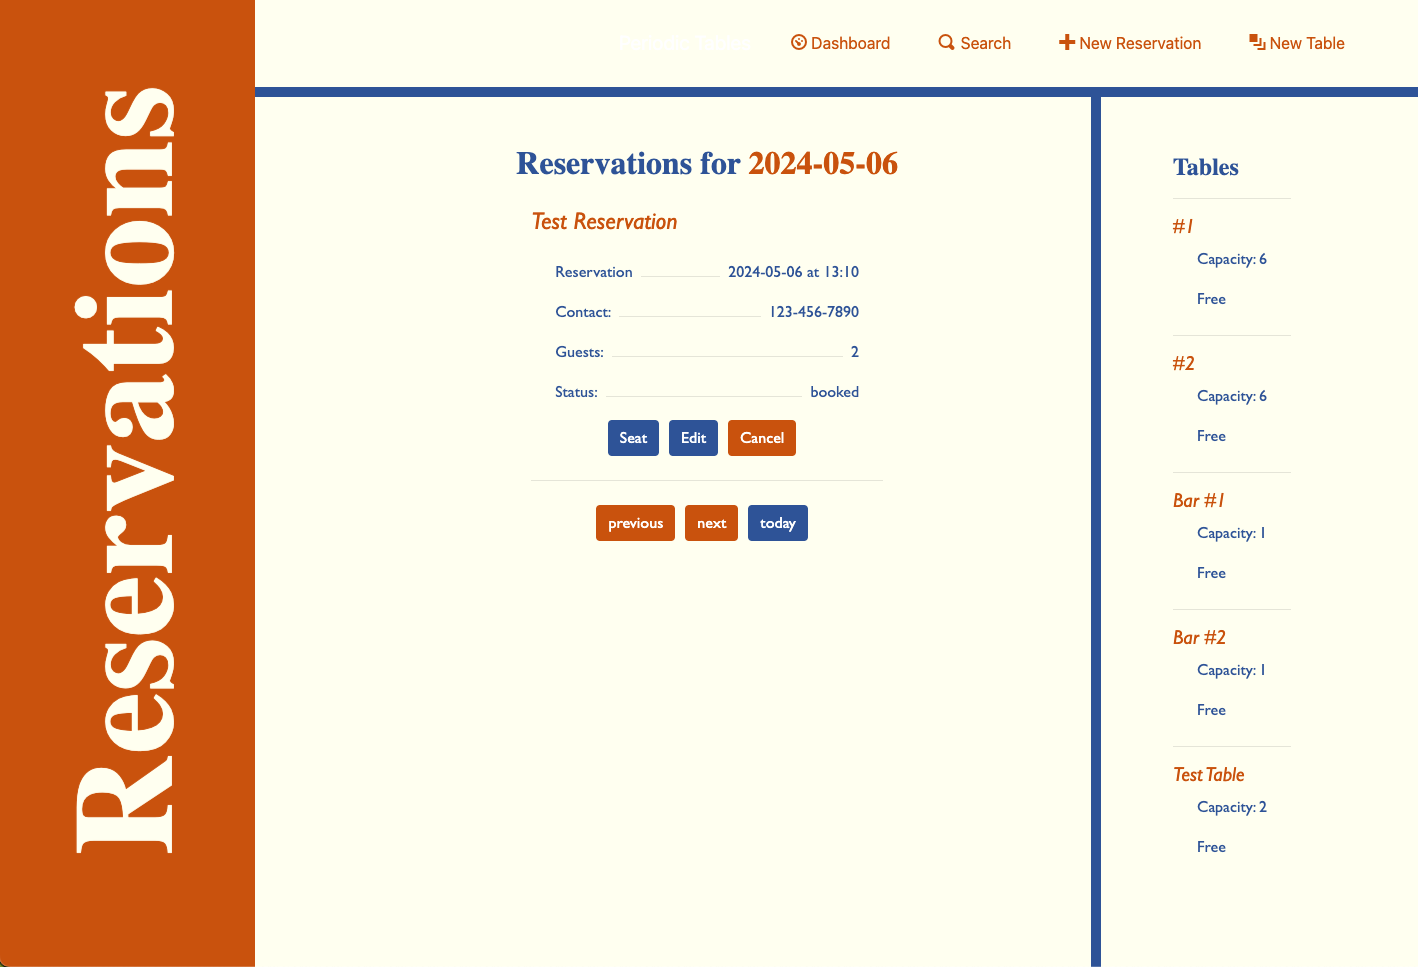 Reservations
Dashboard Search New Reservation New Table
Reservations for 2024-05-06
Test Reservation
Reservation 2024-05-06 at 13:10
Contact: 123-456-7890
Guests: 2
Status: booked
Seat Edit Cancel
previous next today
Tables
#1
Capacity: 6
Free
#2
Capacity: 6
Free
Bar #1
Capacity: 1
Free
Bar #2
Capacity: 1
Free
Test Table
Capacity: 2
Free